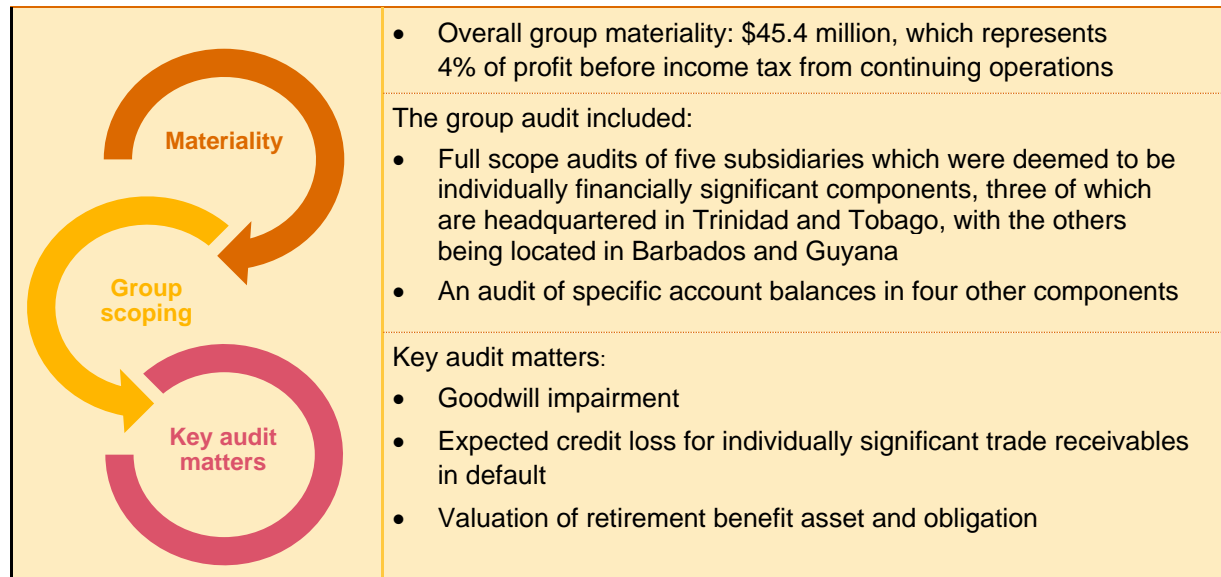 Materiality
Group
scoping
Key audit
matters
• Overall group materiality: $45.4 million, which represents
4% of profit before income tax from continuing operations
The group audit included:
• Full scope audits of five subsidiaries which were deemed to be
individually financially significant components, three of which
are headquartered in Trinidad and Tobago, with the others
being located in Barbados and Guyana
• An audit of specific account balances in four other components
Key audit matters:
• Goodwill impairment
• Expected credit loss for individually significant trade receivables
in default
• Valuation of retirement benefit asset and obligation